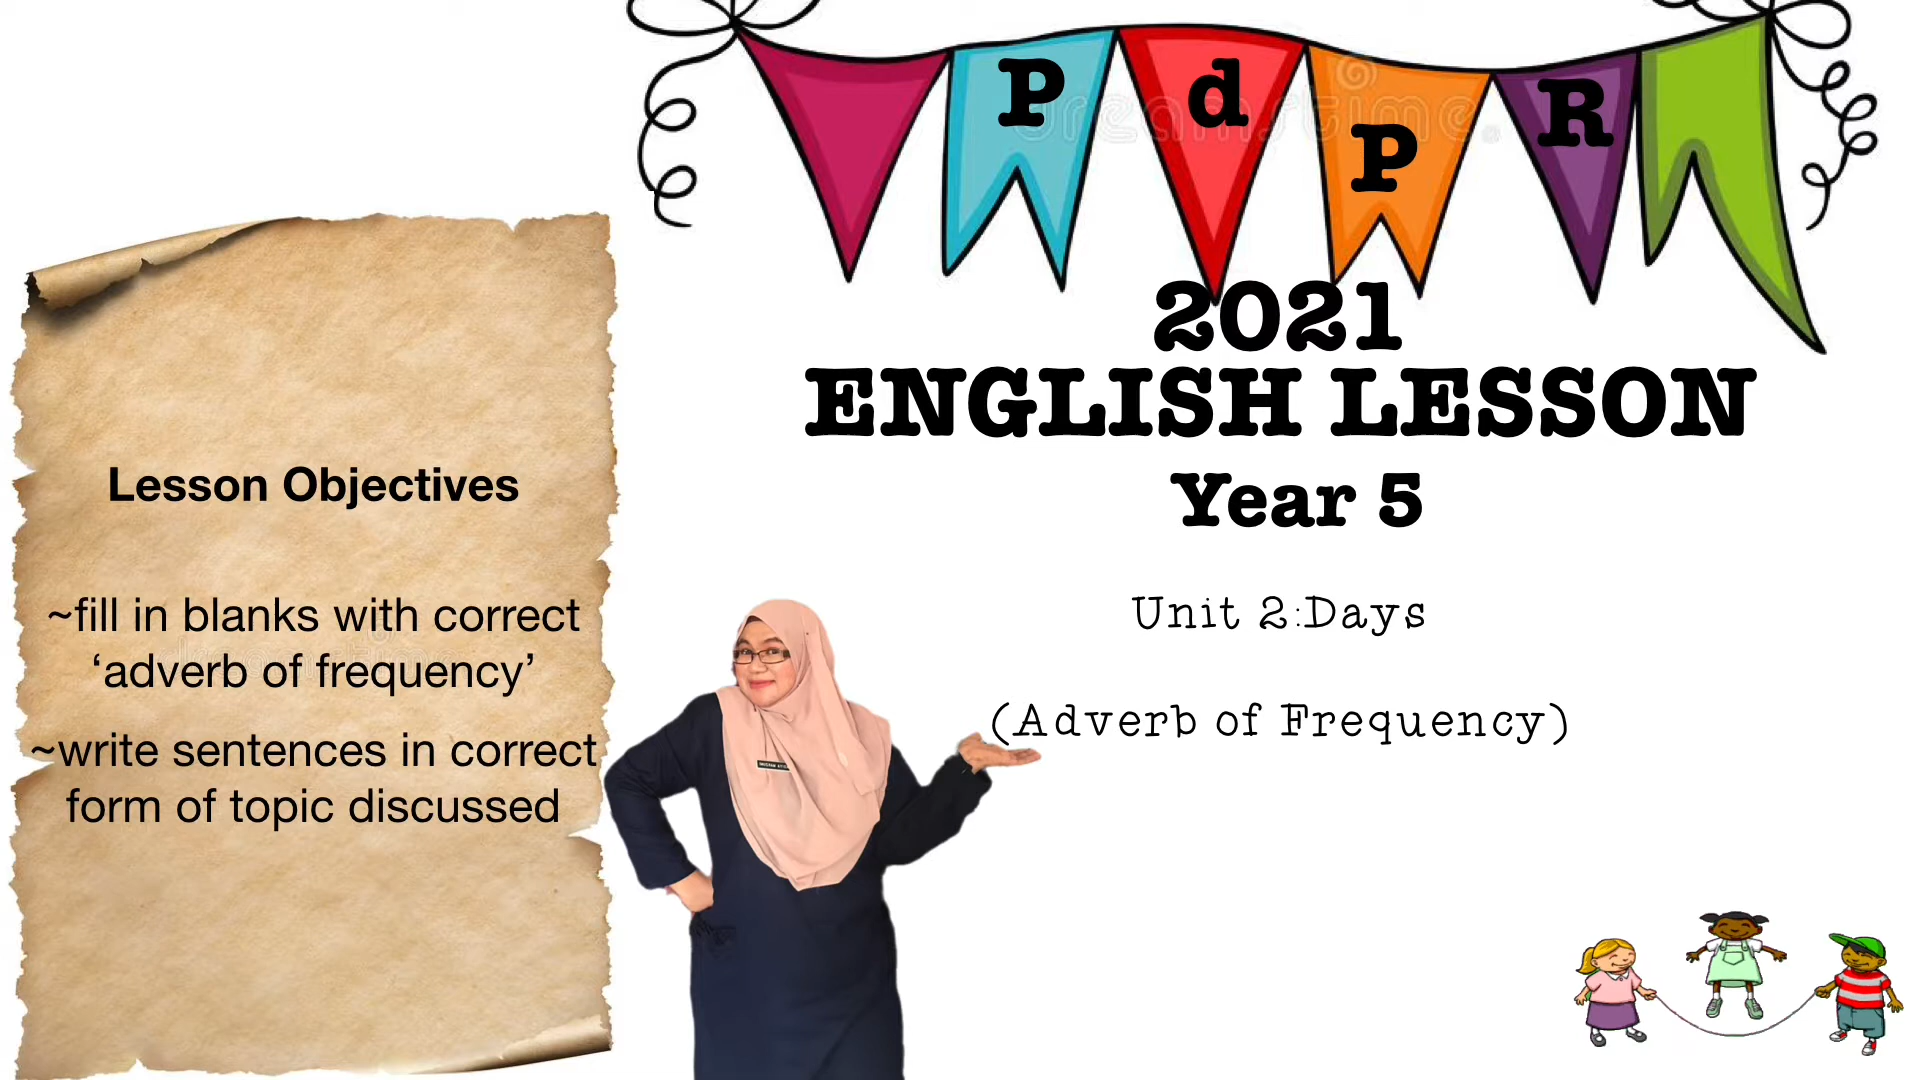 P d P R
2021
ENGLISH LESSON
Year 5
Unit 2:Days
(Adverb of Frequency)
Lesson Objectives
~fill in blanks with correct
‘adverb of frequency’
~write sentences in correct
form of topic discussed
dreamstime.